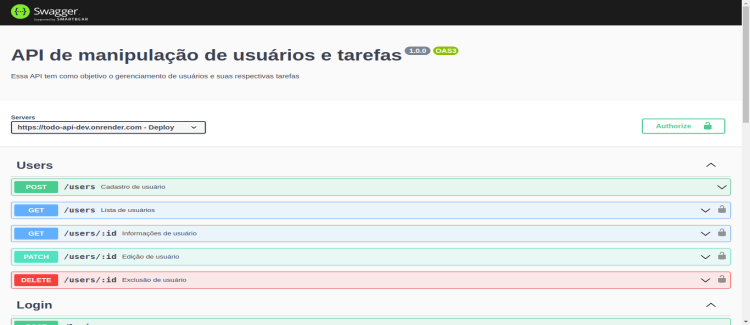 Swagger
Supported by SMARTBEAR
API de manipulação de usuários e tarefas 1.0.0 OAS3
Essa API tem como objetivo o gerenciamento de usuários e suas respectivas tarefas
Servers
https://todo-api-dev.onrender.com - Deploy
Authorize
Users
POST /users Cadastro de usuário
GET /users Lista de usuários
GET /users/:id Informações de usuário
PATCH /users/:id Edição de usuário
DELETE /users/:id Exclusão de usuário
Login